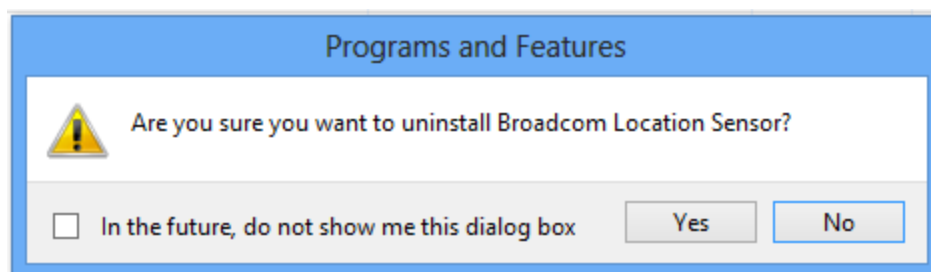 Programs and Features
Are you sure you want to uninstall Broadcom Location Sensor?
In the future, do not show me this dialog box
Yes
No